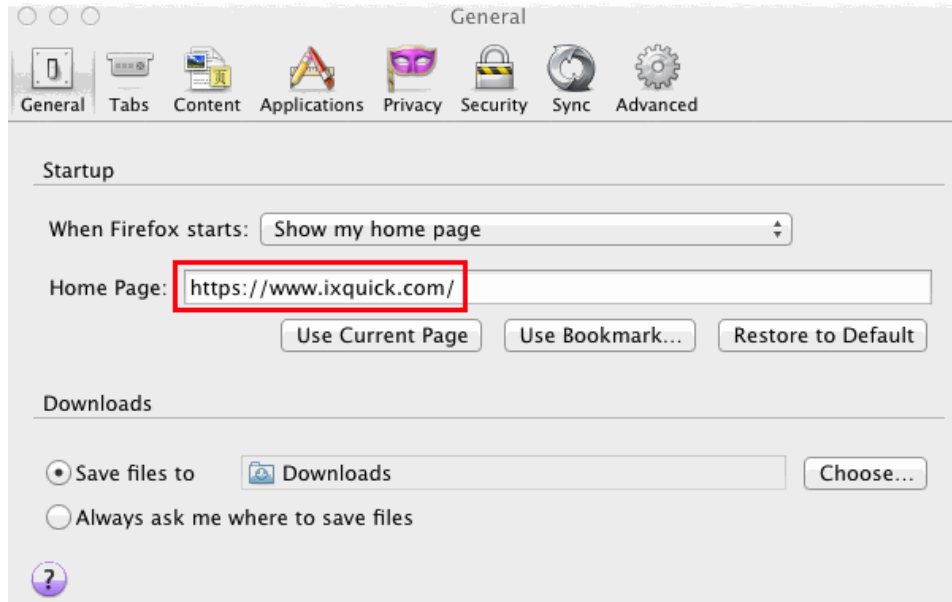 General
General Tabs Content Applications Privacy Security Sync Advanced
Startup
When Firefox starts: Show my home page
Home Page: https://www.ixquick.com/
Use Current Page Use Bookmark... Restore to Default
Downloads
Save files to Downloads Choose...
Always ask me where to save files
?